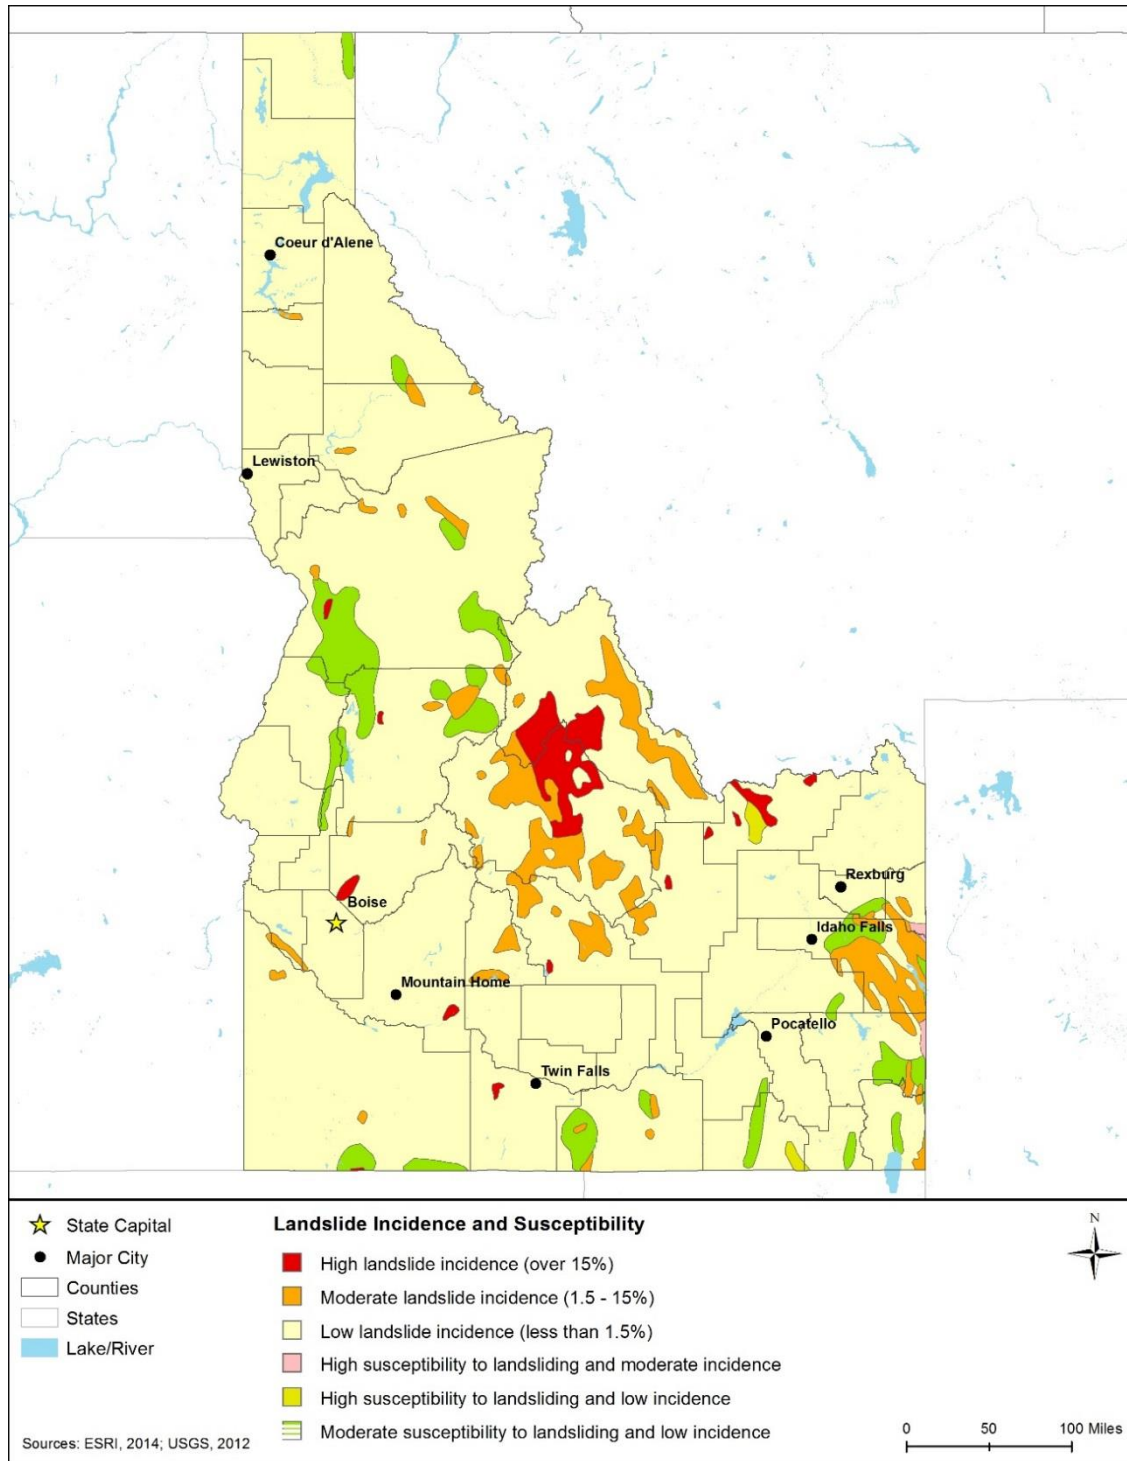 Coeur d'Alene
Lewiston
Boise
Rexburg
Idaho Falls
Mountain Home
Pocatello
Twin Falls
State Capital
Major City
Counties
States
Lake/River
Landslide Incidence and Susceptibility
High landslide incidence (over 15%)
Moderate landslide incidence (1.5 - 15%)
Low landslide incidence (less than 1.5%)
High susceptibility to landsliding and moderate incidence
High susceptibility to landsliding and low incidence
Moderate susceptibility to landsliding and low incidence
N
0 50 100 Miles
Sources: ESRI, 2014; USGS, 2012